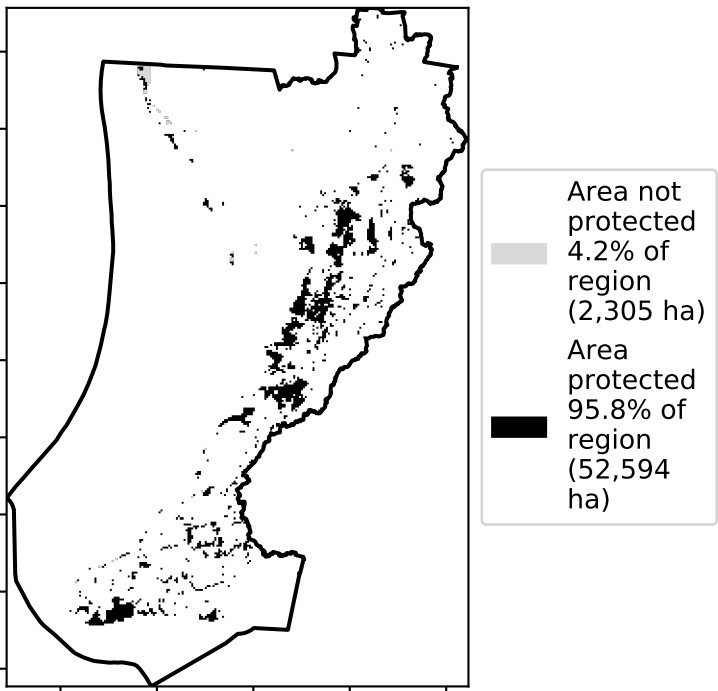 Area not
protected
4.2% of
region
(2,305 ha)
Area
protected
95.8% of
region
(52,594
ha)